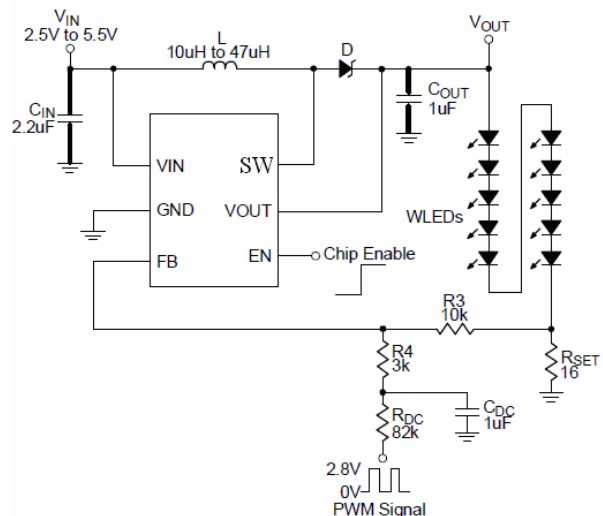 VIN
2.5V to 5.5V
L
10uH to 47uH
D
VOUT
CIN
2.2uF
COUT
1uF
VIN
SW
GND
VOUT
WLEDs
FB
EN
Chip Enable
R3
10k
R4
3k
RSET
16
RDC
82k
CDC
1uF
2.8V
0V
PWM Signal